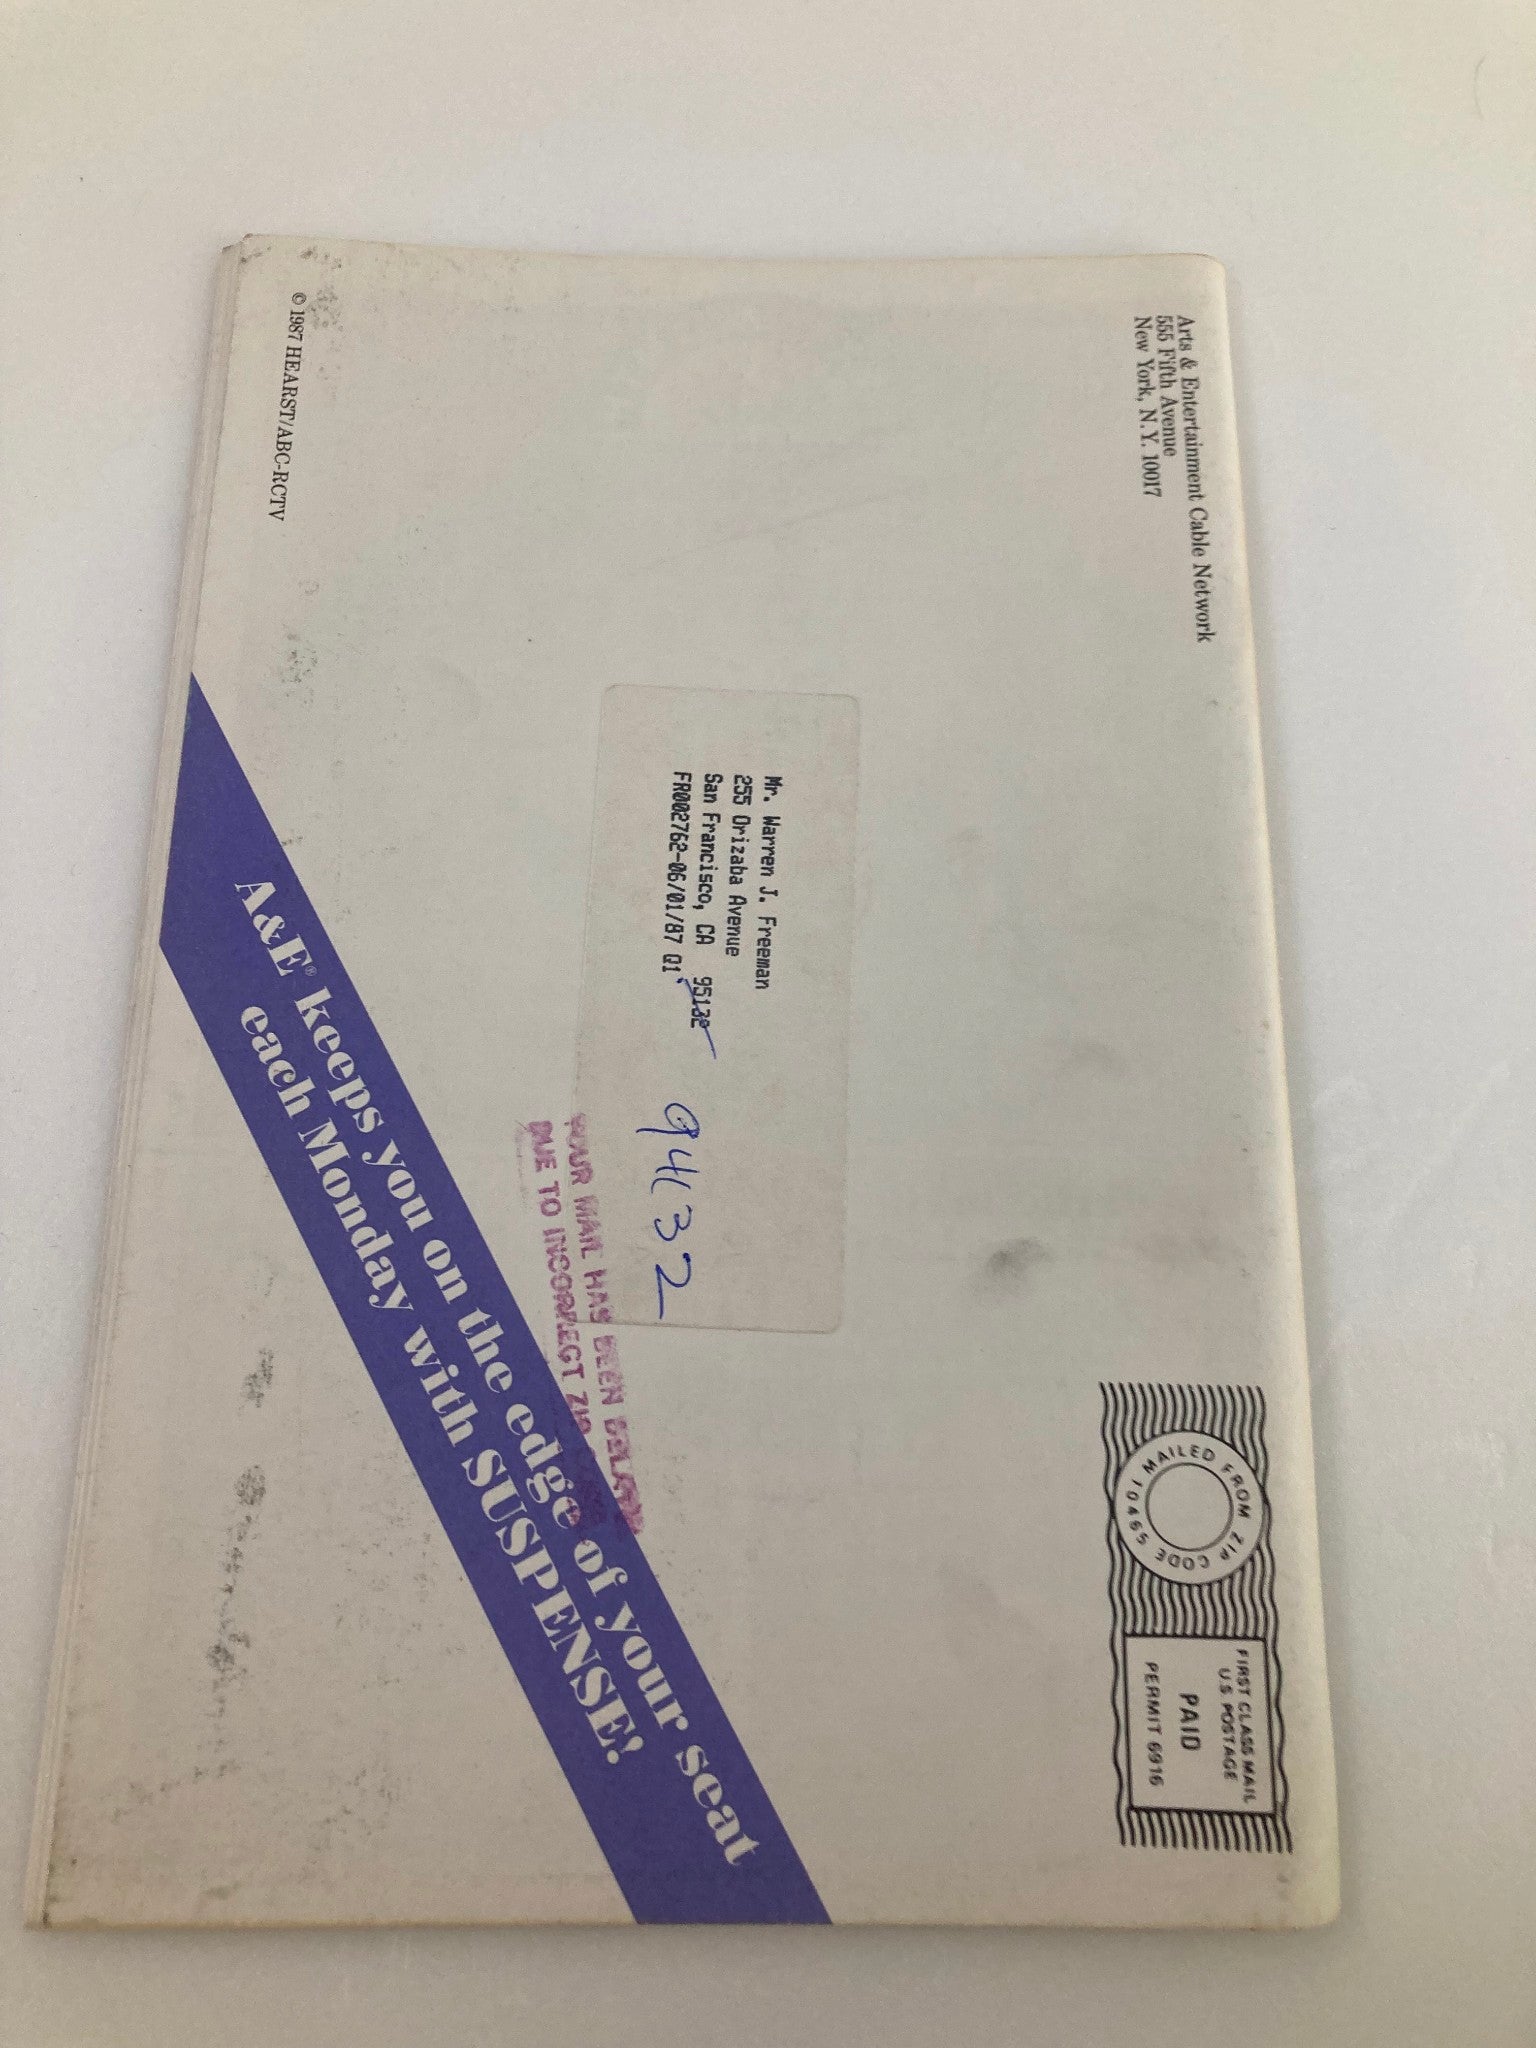 Arts & Entertainment Cable Network
555 Fifth Avenue
New York, N.Y. 10017
MAILED FROM ZIP CODE 10465
FIRST CLASS MAIL
U.S POSTAGE
PAID
PERMIT 6916
Mr. Warren J. Freeman
255 Orizaba Avenue
San Francisco, CA 95132
FR002762-06/01/87 Q1
94132
YOUR MAIL HAS BEEN DELAYED
DUE TO INCORRECT ZIP
A&E® keeps you on the edge of your seat
each Monday with SUSPENSE!
© 1987 HEARST/ABC-RCTV